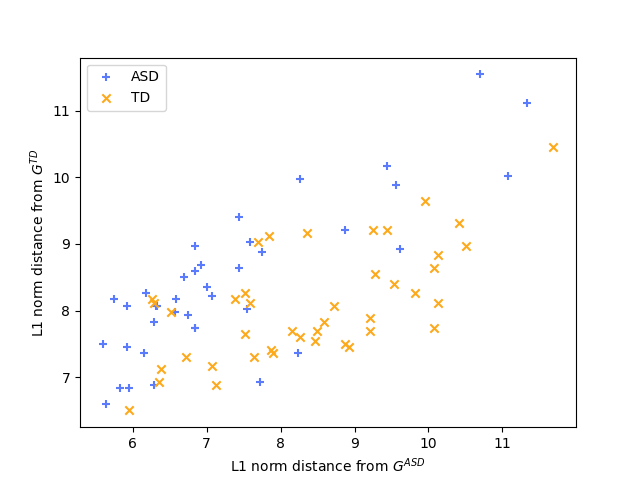 ASD
TD
L1 norm distance from G^{TD}
11
10
9
8
7
6 7 8 9 10 11
L1 norm distance from G^{ASD}